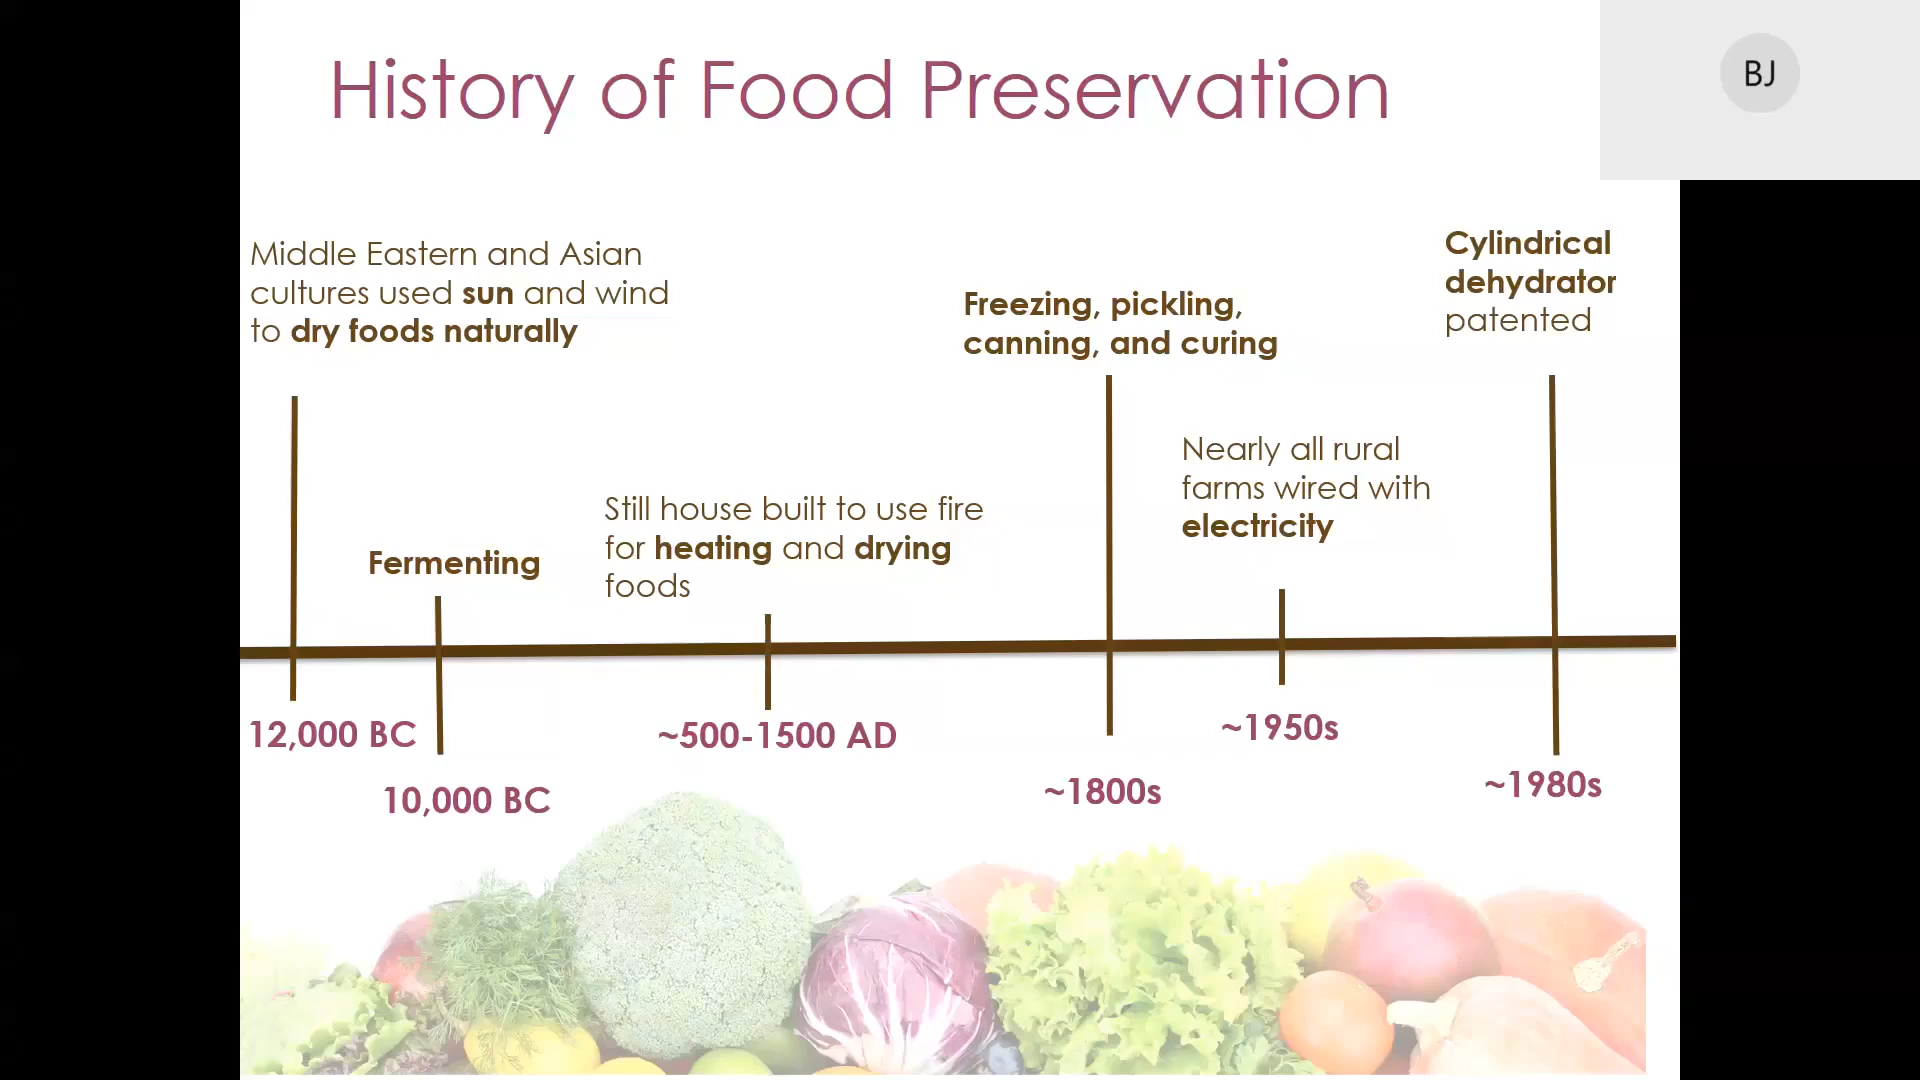 History of Food Preservation
BJ
Middle Eastern and Asian
cultures used sun and wind
to dry foods naturally
Fermenting
Still house built to use fire
for heating and drying
foods
Freezing, pickling,
canning, and curing
Nearly all rural
farms wired with
electricity
Cylindrical
dehydrator
patented
12,000 BC
10,000 BC
~500-1500 AD
~1800s
~1950s
~1980s